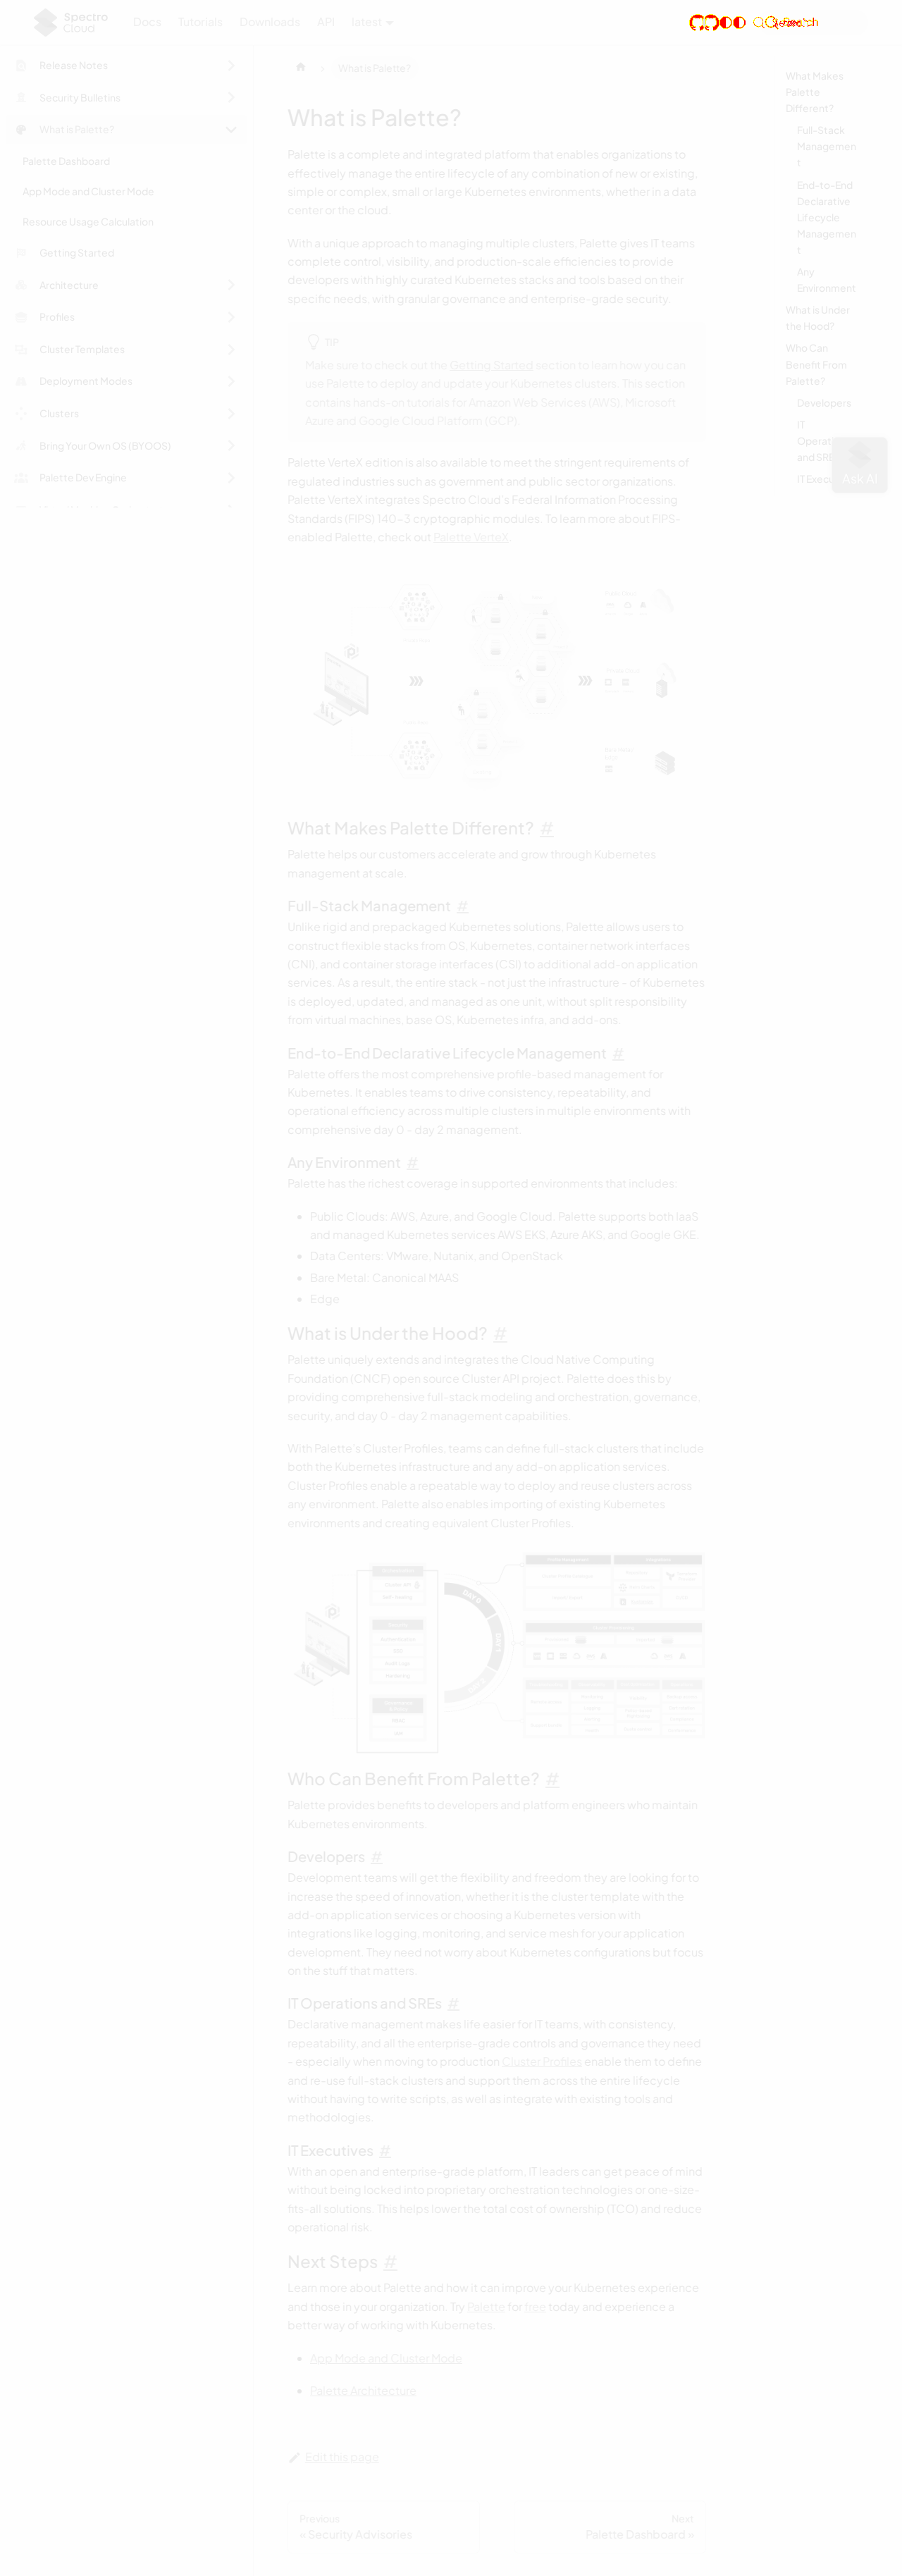 Spectro Cloud
Docs Tutorials Downloads API latest
Release Notes
Security Bulletins
What is Palette?
Palette Dashboard
App Mode and Cluster Mode
Resource Usage Calculation
Getting Started
Architecture
Profiles
Cluster Templates
Deployment Modes
Clusters
Bring Your Own OS (BYOOS)
Palette Dev Engine
What is Palette?
What is Palette?
Palette is a complete and integrated platform that enables organizations to
effectively manage the entire lifecycle of any combination of new or existing,
simple or complex, small or large Kubernetes environments, whether in a data
center or the cloud.
With a unique approach to managing multiple clusters, Palette gives IT teams
complete control, visibility, and production-scale efficiencies to provide
developers with highly curated Kubernetes stacks and tools based on their
specific needs, with granular governance and enterprise-grade security.
TIP
Make sure to check out the Getting Started section to learn how you can
use Palette to deploy and update your Kubernetes clusters. This section
contains hands-on tutorials for Amazon Web Services (AWS), Microsoft
Azure and Google Cloud Platform (GCP).
Palette VerteX edition is also available to meet the stringent requirements of
regulated industries such as government and public sector organizations.
Palette VerteX integrates Spectro Cloud's Federal Information Processing
Standards (FIPS) 140-3 cryptographic modules. To learn more about FIPS-
enabled Palette, check out Palette VerteX.
What Makes Palette Different? #
Palette helps our customers accelerate and grow through Kubernetes
management at scale.
Full-Stack Management #
Unlike rigid and prepackaged Kubernetes solutions, Palette allows users to
construct flexible stacks from OS, Kubernetes, container network interfaces
(CNI), and container storage interfaces (CSI) to additional add-on application
services. As a result, the entire stack - not just the infrastructure - of Kubernetes
is deployed, updated, and managed as one unit, without split responsibility
from virtual machines, base OS, Kubernetes infra, and add-ons.
End-to-End Declarative Lifecycle Management #
Palette offers the most comprehensive profile-based management for
Kubernetes. It enables teams to drive consistency, repeatability, and
operational efficiency across multiple clusters in multiple environments with
comprehensive day 0 - day 2 management.
Any Environment #
Palette has the richest coverage in supported environments that includes:
Public Clouds: AWS, Azure, and Google Cloud. Palette supports both IaaS
and managed Kubernetes services AWS EKS, Azure AKS, and Google GKE.
Data Centers: VMware, Nutanix, and OpenStack
Bare Metal: Canonical MAAS
Edge
What is Under the Hood? #
Palette uniquely extends and integrates the Cloud Native Computing
Foundation (CNCF) open source Cluster API project. Palette does this by
providing comprehensive full-stack modeling and orchestration, governance,
security, and day 0 - day 2 management capabilities.
With Palette's Cluster Profiles, teams can define full-stack clusters that include
both the Kubernetes infrastructure and any add-on application services.
Cluster Profiles enable a repeatable way to deploy and reuse clusters across
any environment. Palette also enables importing of existing Kubernetes
environments and creating equivalent Cluster Profiles.
Who Can Benefit From Palette? #
Palette provides benefits to developers and platform engineers who maintain
Kubernetes environments.
Developers #
Development teams will get the flexibility and freedom they are looking for to
increase the speed of innovation, whether it is the cluster template with the
add-on application services or choosing a Kubernetes version with
integrations like logging, monitoring, and service mesh for your application
development. They need not worry about Kubernetes configurations but focus
on the stuff that matters.
IT Operations and SREs #
Declarative management makes life easier for IT teams, with consistency,
repeatability, and all the enterprise-grade controls and governance they need
- especially when moving to production. Cluster Profiles enable them to define
and re-use full-stack clusters and support them across the entire lifecycle
without having to write scripts, as well as integrate with existing tools and
methodologies.
IT Executives #
With an open and enterprise-grade platform, IT leaders can get peace of mind
without being locked into proprietary orchestration technologies or one-size-
fits-all solutions. This helps lower the total cost of ownership (TCO) and reduce
operational risk.
Next Steps #
Learn more about Palette and how it can improve your Kubernetes experience
and those in your organization. Try Palette for free today and experience a
better way of working with Kubernetes.
App Mode and Cluster Mode
Palette Architecture
Edit this page
Previous
« Security Advisories
Next
Palette Dashboard »
What Makes
Palette
Different?
Full-Stack
Managemen
t
End-to-End
Declarative
Lifecycle
Managemen
t
Any
Environment
What is Under
the Hood?
Who Can
Benefit From
Palette?
Developers
IT
and SRE
Ask AI